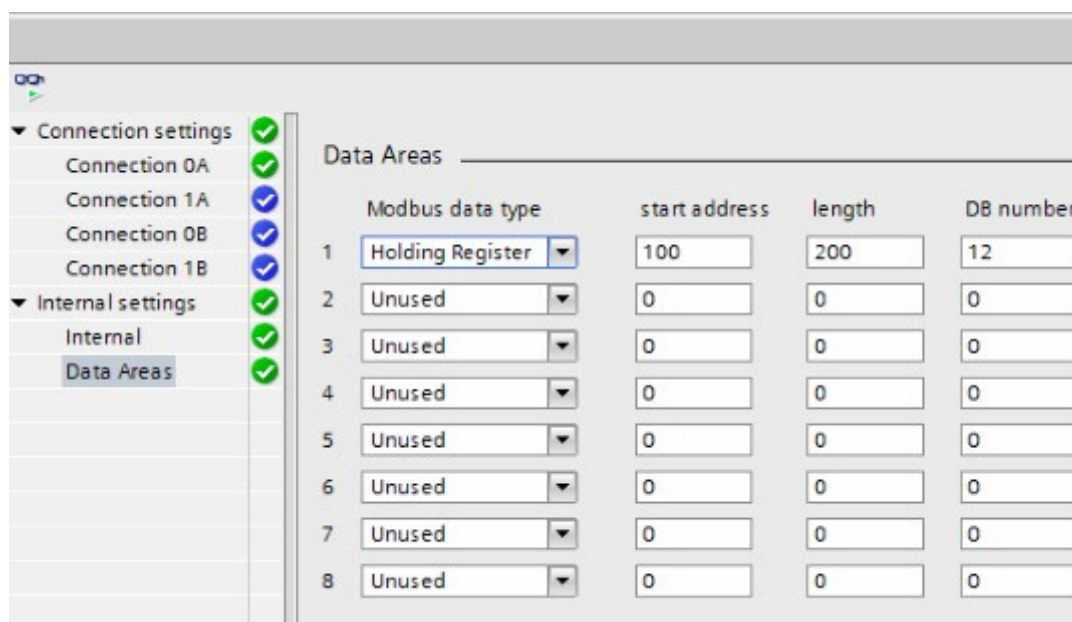 Connection settings
Connection 0A
Connection 1A
Connection 0B
Connection 1B
Internal settings
Internal
Data Areas
Data Areas
Modbus data type start address length DB number
1 Holding Register 100 200 12
2 Unused 0 0 0
3 Unused 0 0 0
4 Unused 0 0 0
5 Unused 0 0 0
6 Unused 0 0 0
7 Unused 0 0 0
8 Unused 0 0 0